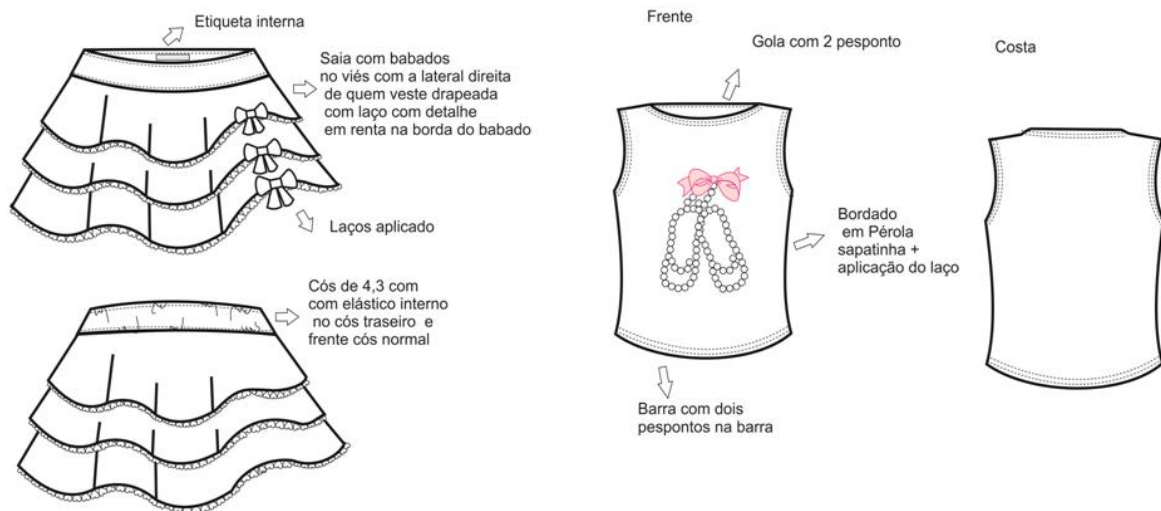 Etiqueta interna
Saia com babados
no viés com a lateral direita
de quem veste drapeada
com laço com detalhe
em renta na borda do babado
Laços aplicado
Cós de 4,3 com
com elástico interno
no cós traseiro e
frente cós normal
Frente
Gola com 2 pesponto
Costa
Bordado
em Pérola
sapatinha +
aplicação do laço
Barra com dois
pespontos na barra